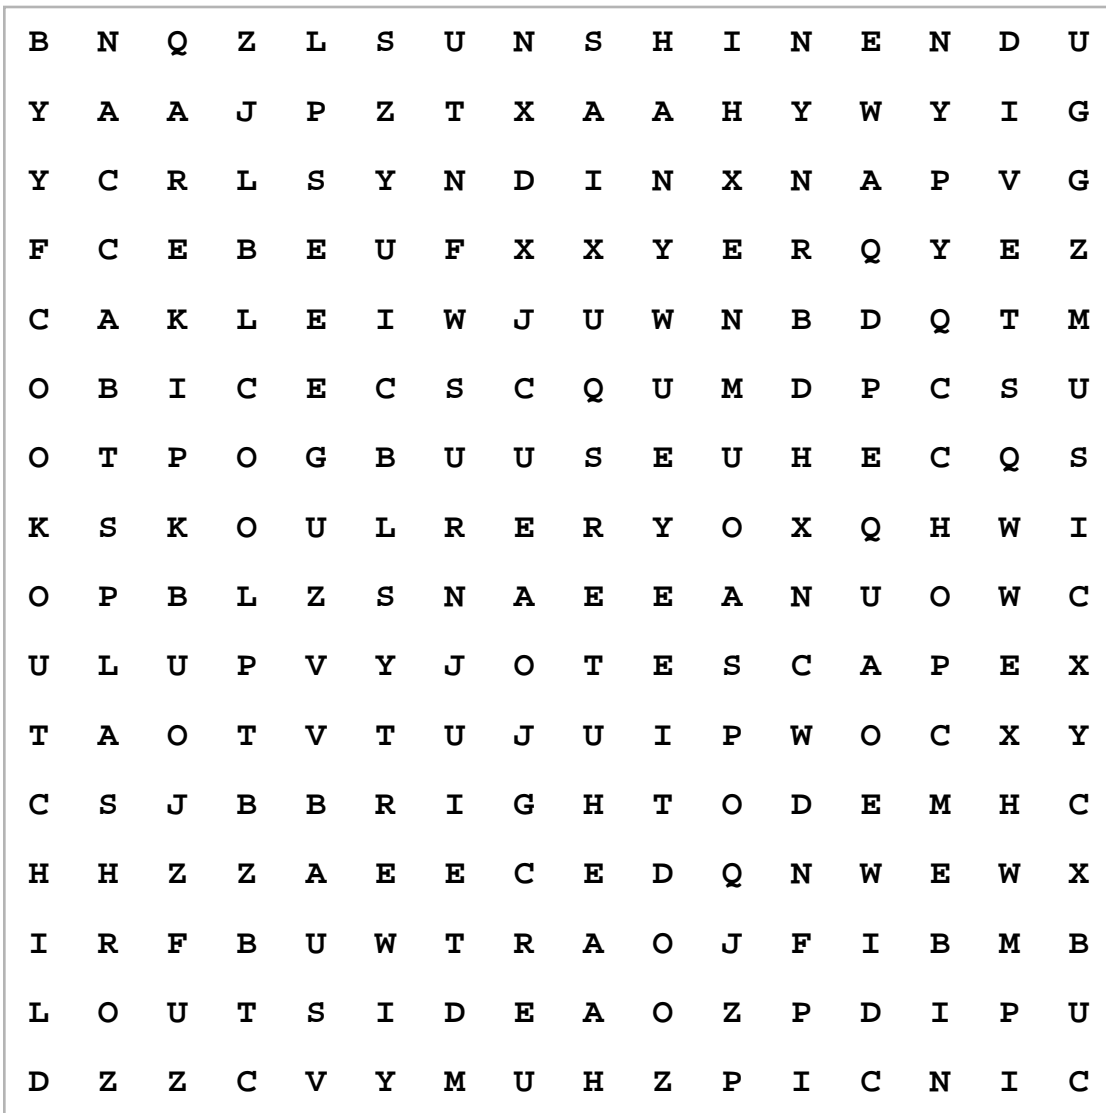 B N Q Z L S U N S H I N E N D U
Y A A J P Z T X A A H Y W Y I G
Y C R L S Y N D I N X N A P V G
F C E B E U F X X Y E R Q Y E Z
C A K L E I W J U W N B D Q T M
O B I C E C S C Q U M D P C S U
O T P O G B U U S E U H E C Q S
K S K O U L R E R Y O X Q H W I
O P B L Z S N A E E A N U O W C
U L U P V Y J O T E S C A P E X
T A O T V T U J U I P W O C X Y
C S J B B R I G H T O D E M H C
H H Z Z A E E C E D Q N W E W X
I R F B U W T R A O J F I B M B
L O U T S I D E A O Z P D I P U
D Z Z C V Y M U H Z P I C N I C